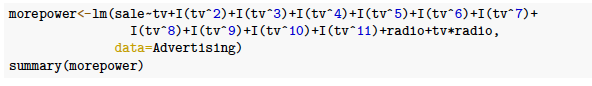 morepower<-lm(sale~tv+I(tv^2)+I(tv^3)+I(tv^4)+I(tv^5)+I(tv^6)+I(tv^7)+
I(tv^8)+I(tv^9)+I(tv^10)+I(tv^11)+radio+tv*radio,
data=Advertising)
summary(morepower)